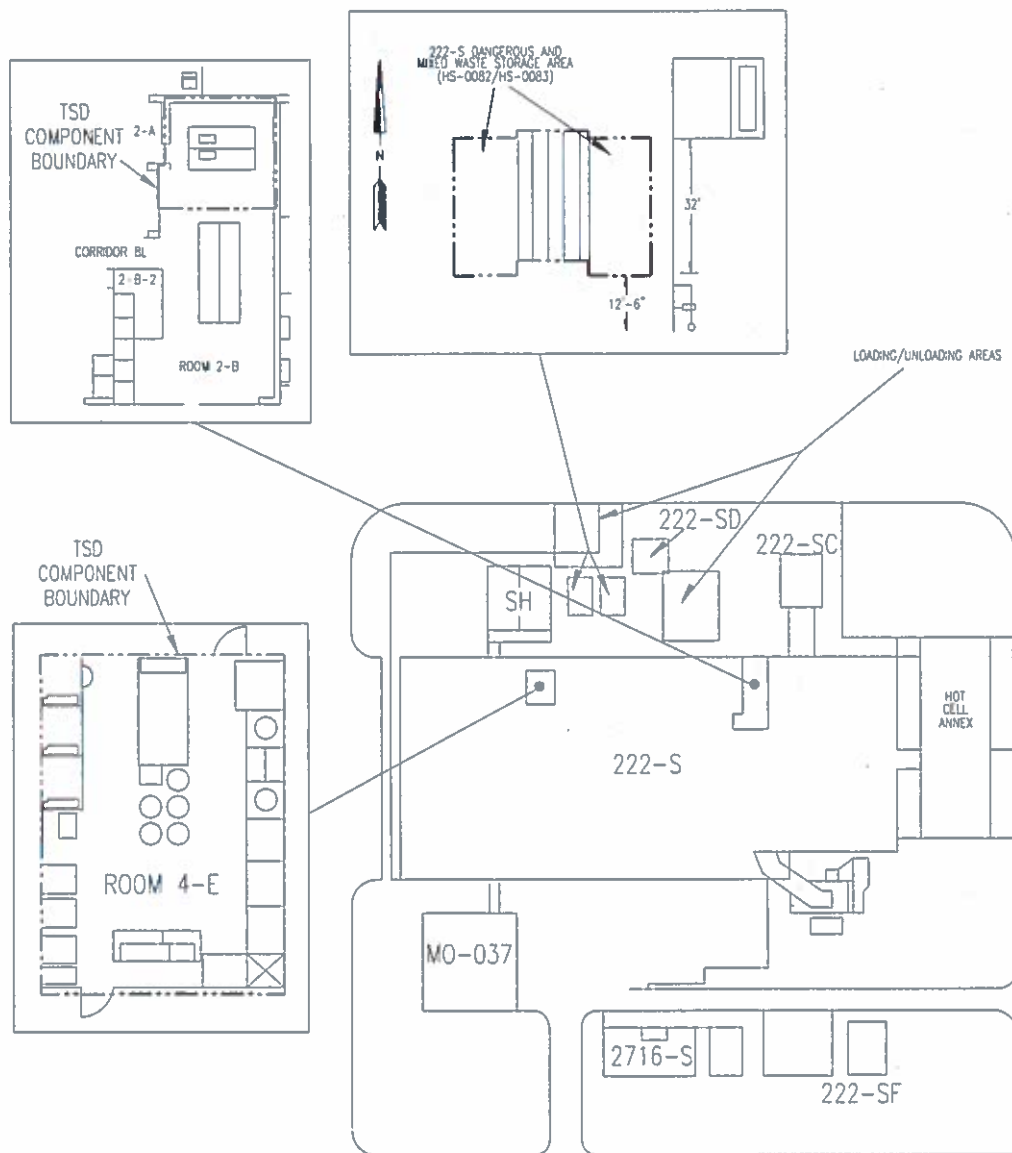 222-S DANGEROUS AND
MIXED WASTE STORAGE AREA
(HS-0082/HS-0083)
TSD
COMPONENT
BOUNDARY
2-A
N
32'
CORRIDOR BL
2-B-2
12'-6"
ROOM 2-B
LOADING/UNLOADING AREAS
222-SD
222-SC
TSD
COMPONENT
BOUNDARY
SH
HOT
CELL
ANNEX
222-S
ROOM 4-E
MO-037
2716-S
222-SF